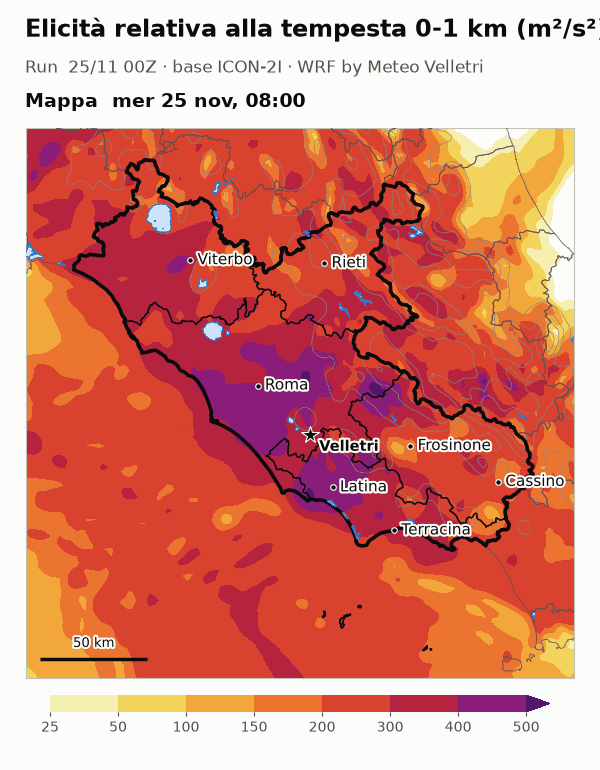 Elicità relativa alla tempesta 0-1 km (m²/s²)
Run 25/11 00Z · base ICON-2I · WRF by Meteo Velletri
Mappa mer 25 nov, 08:00
Viterbo
Rieti
Roma
Velletri
Frosinone
Cassino
Latina
Terracina
50 km
25 50 100 150 200 300 400 500